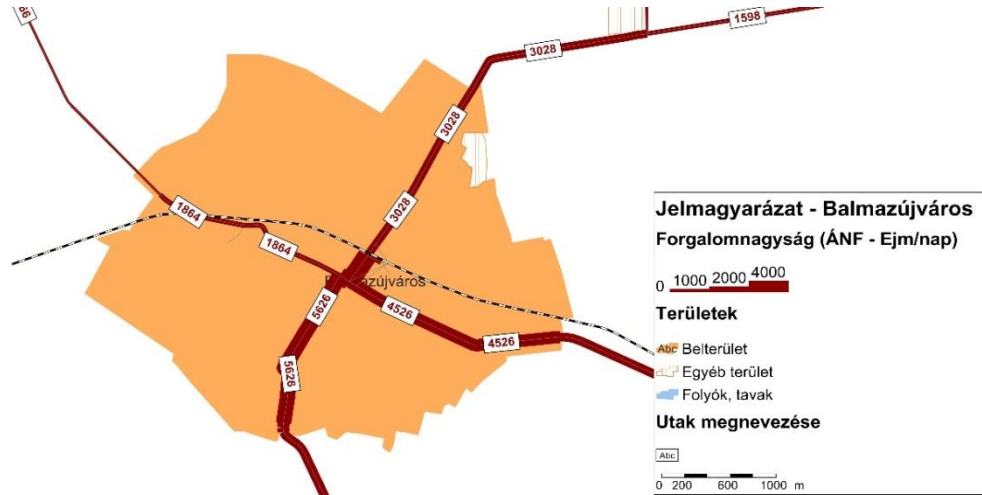 1598
3028
3028
3028
1864
1864
Balmazújváros
5626
4526
4526
5626
Jelmagyarázat - Balmazújváros
Forgalomnagyság (ÁNF - Ejm/nap)
0 1000 2000 4000
Területek
Abc Belterület
Egyéb terület
Folyók, tavak
Utak megnevezése
Abc
0 200 600 1000 m